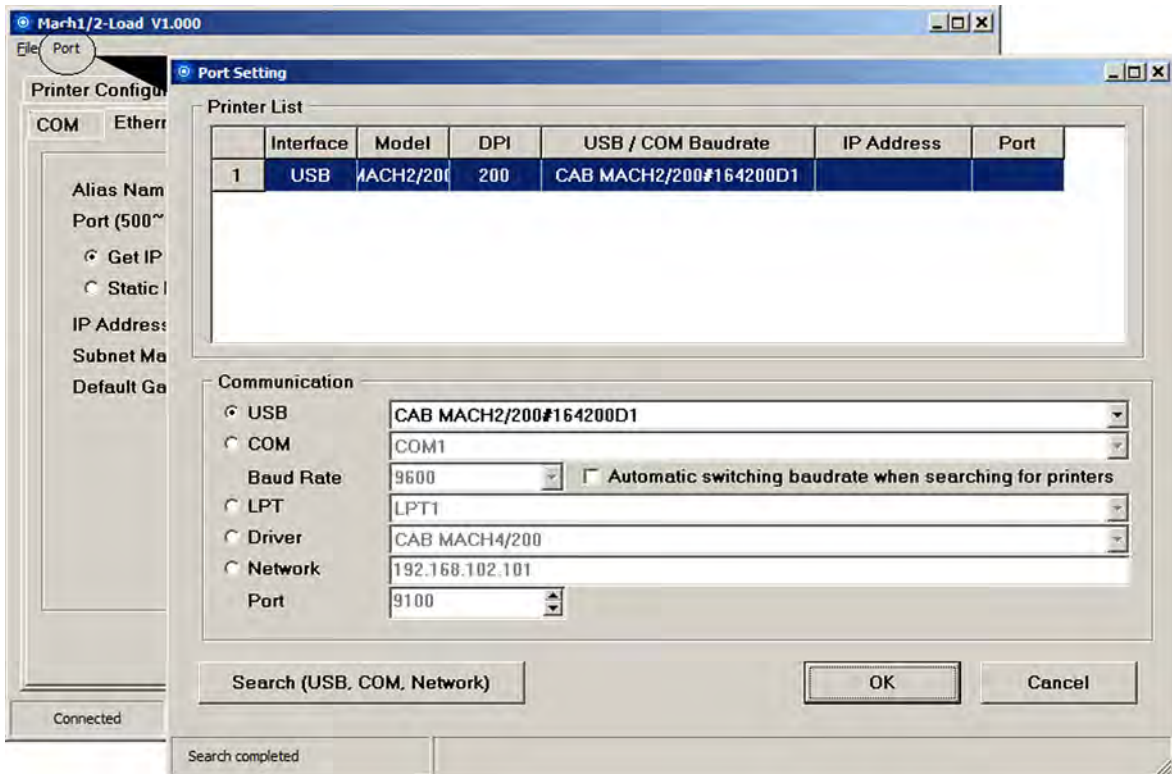 Mach1/2-Load V1.000
File Port
Printer Configu
COM Ethern
Alias Nam
Port (500~
Get IP
Static I
IP Address
Subnet Ma
Default Ga
Connected
Port Setting
Printer List
Interface Model DPI USB / COM Baudrate IP Address Port
1 USB MACH2/200 200 CAB MACH2/200#164200D1
Communication
USB CAB MACH2/200#164200D1
COM COM1
Baud Rate 9600 Automatic switching baudrate when searching for printers
LPT LPT1
Driver CAB MACH4/200
Network 192.168.102.101
Port 9100
Search (USB, COM, Network) OK Cancel
Search completed